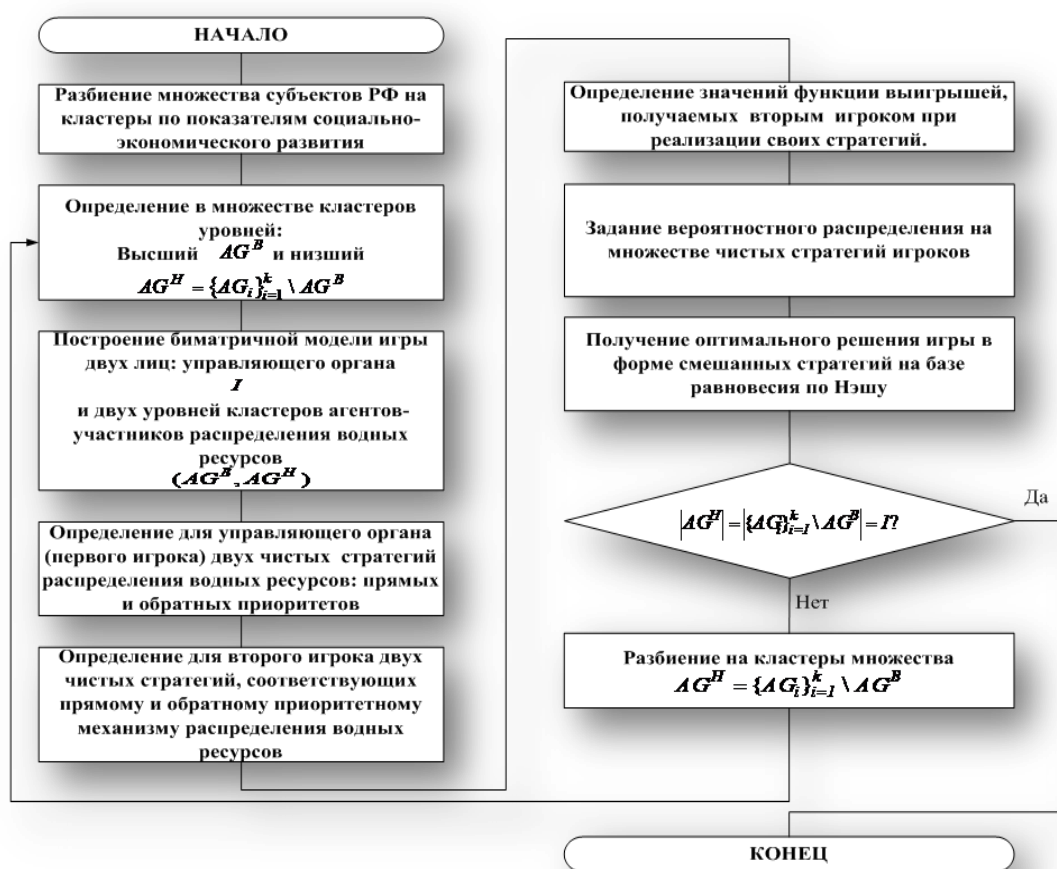 НАЧАЛО
Разбиение множества субъектов РФ на
кластеры по показателям социально-
экономического развития
Определение в множестве кластеров
уровней:
Высший AG^B и низший
AG^H = {AG_i}_{i=1}^k \ AG^B
Построение биматричной модели игры
двух лиц: управляющего органа
I
и двух уровней кластеров агентов-
участников распределения водных
ресурсов
(AG^B, AG^H)
Определение для управляющего органа
(первого игрока) двух чистых стратегий
распределения водных ресурсов: прямых
и обратных приоритетов
Определение для второго игрока двух
чистых стратегий, соответствующих
прямому и обратному приоритетному
механизму распределения водных
ресурсов
Определение значений функции выигрышей,
получаемых вторым игроком при
реализации своих стратегий.
Задание вероятностного распределения на
множестве чистых стратегий игроков
Получение оптимального решения игры в
форме смешанных стратегий на базе
равновесия по Нэшу
|AG^H| = |{AG_i}_{i=1}^k \ AG^B| = 1?
Да
Нет
Разбиение на кластеры множества
AG^H = {AG_i}_{i=1}^k \ AG^B
КОНЕЦ